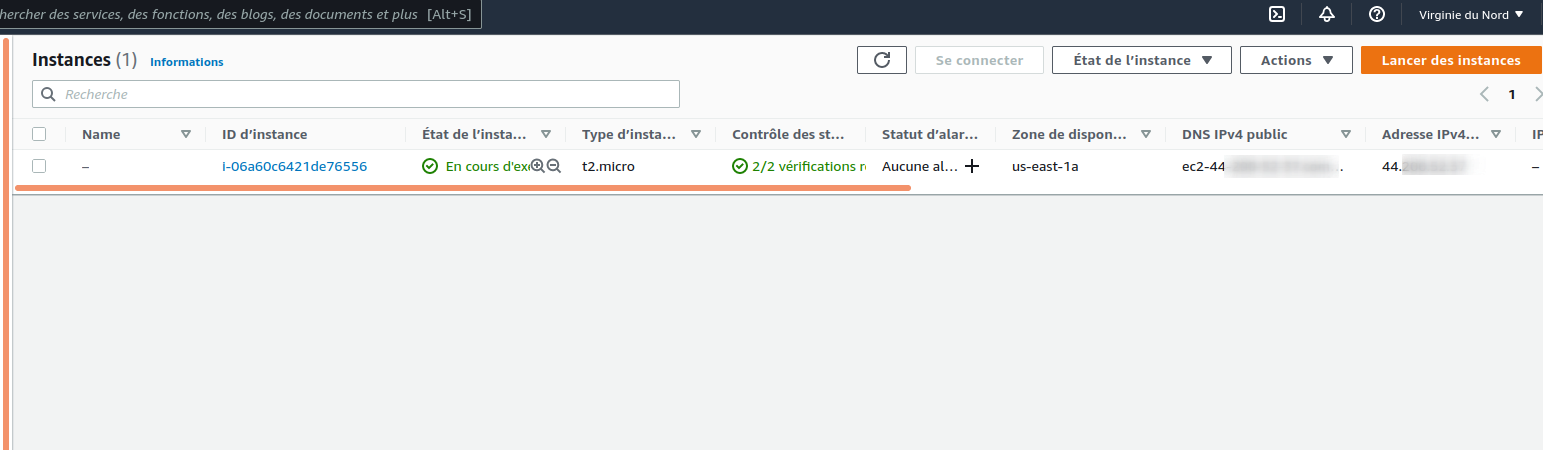 hercher des services, des fonctions, des blogs, des documents et plus [Alt+S] Virginie du Nord
Instances (1) Informations Se connecter État de l'instance Actions Lancer des instances
Recherche 1
Name ID d'instance État de l'insta... Type d'insta... Contrôle des st... Statut d'alar... Zone de dispon... DNS IPv4 public Adresse IPv4... IP
– i-06a60c6421de76556 En cours d'exé t2.micro 2/2 vérifications r Aucune al... us-east-1a ec2-44 . 44. –